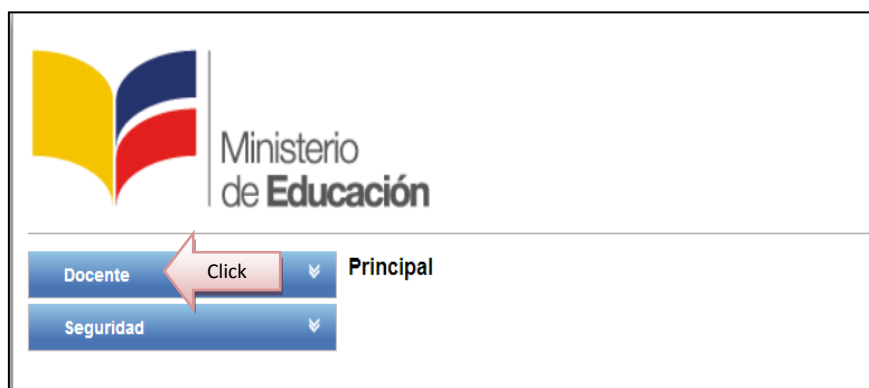 Ministerio
de Educación
Docente
Click
Principal
Seguridad